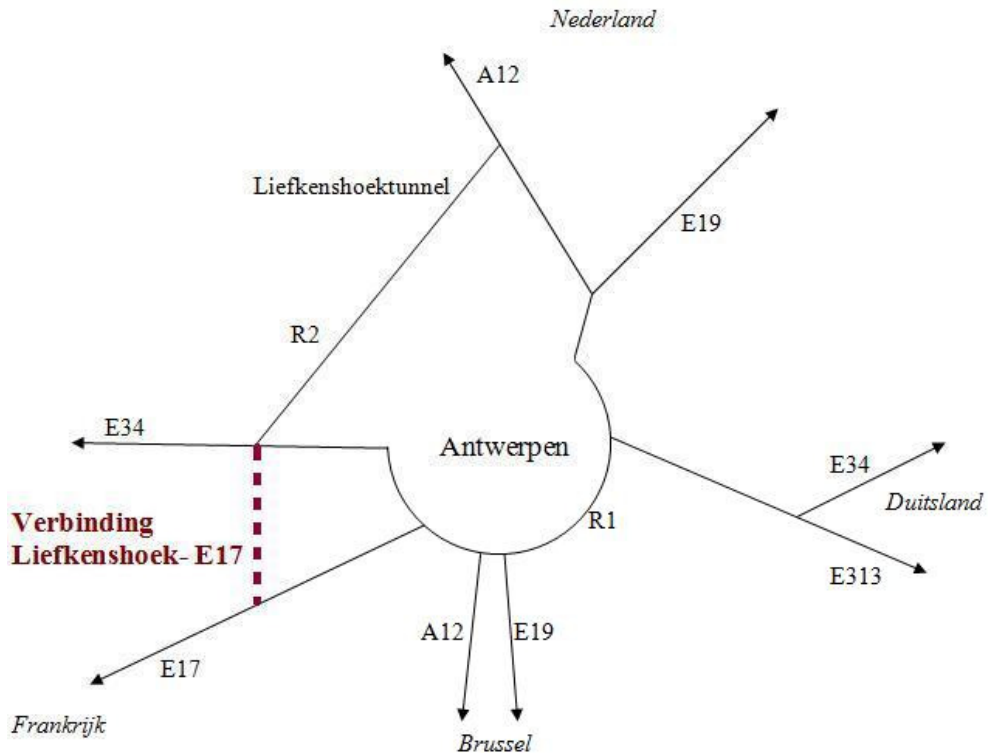 Nederland
A12
Liefkenshoektunnel
E19
R2
E34
Antwerpen
E34
Duitsland
R1
Verbinding
Liefkenshoek- E17
E313
A12
E19
E17
Frankrijk
Brussel